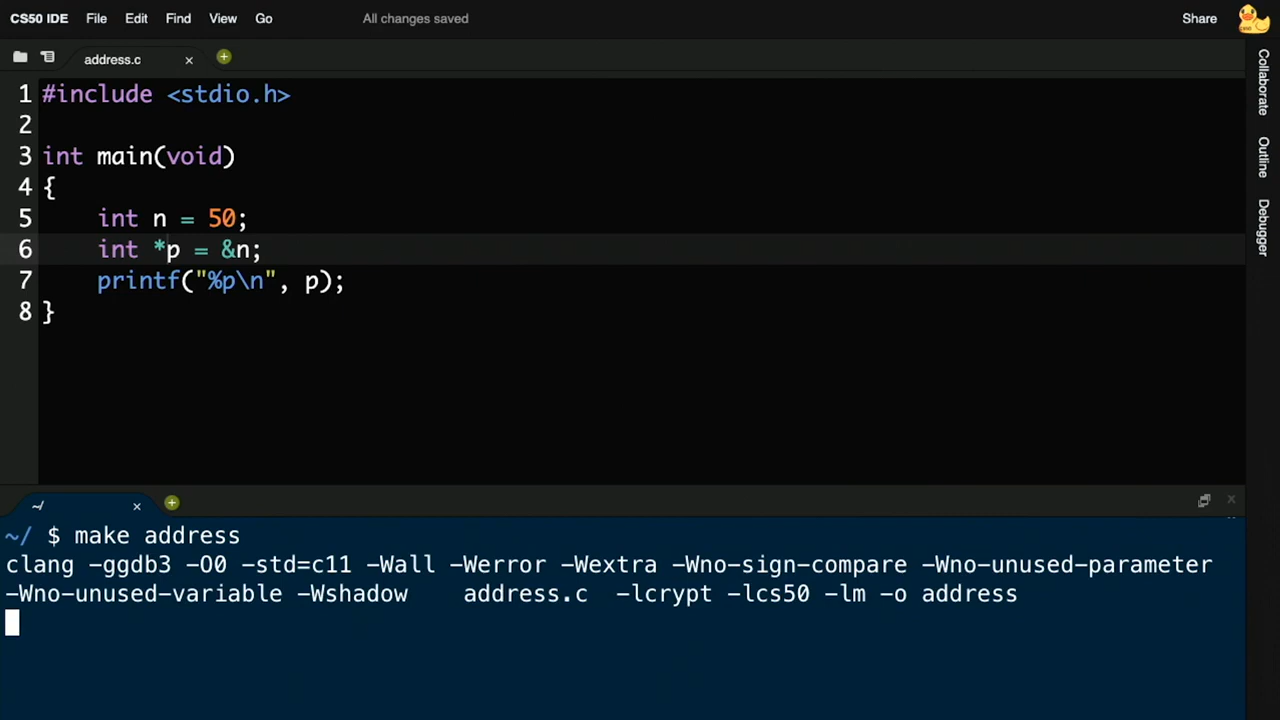 CS50 IDE File Edit Find View Go All changes saved Share
address.c
1 #include <stdio.h>
2
3 int main(void)
4 {
5     int n = 50;
6     int *p = &n;
7     printf("%p\n", p);
8 }
Collaborate
Outline
Debugger
~/
~/ $ make address
clang -ggdb3 -O0 -std=c11 -Wall -Werror -Wextra -Wno-sign-compare -Wno-unused-parameter
-Wno-unused-variable -Wshadow    address.c  -lcrypt -lcs50 -lm -o address